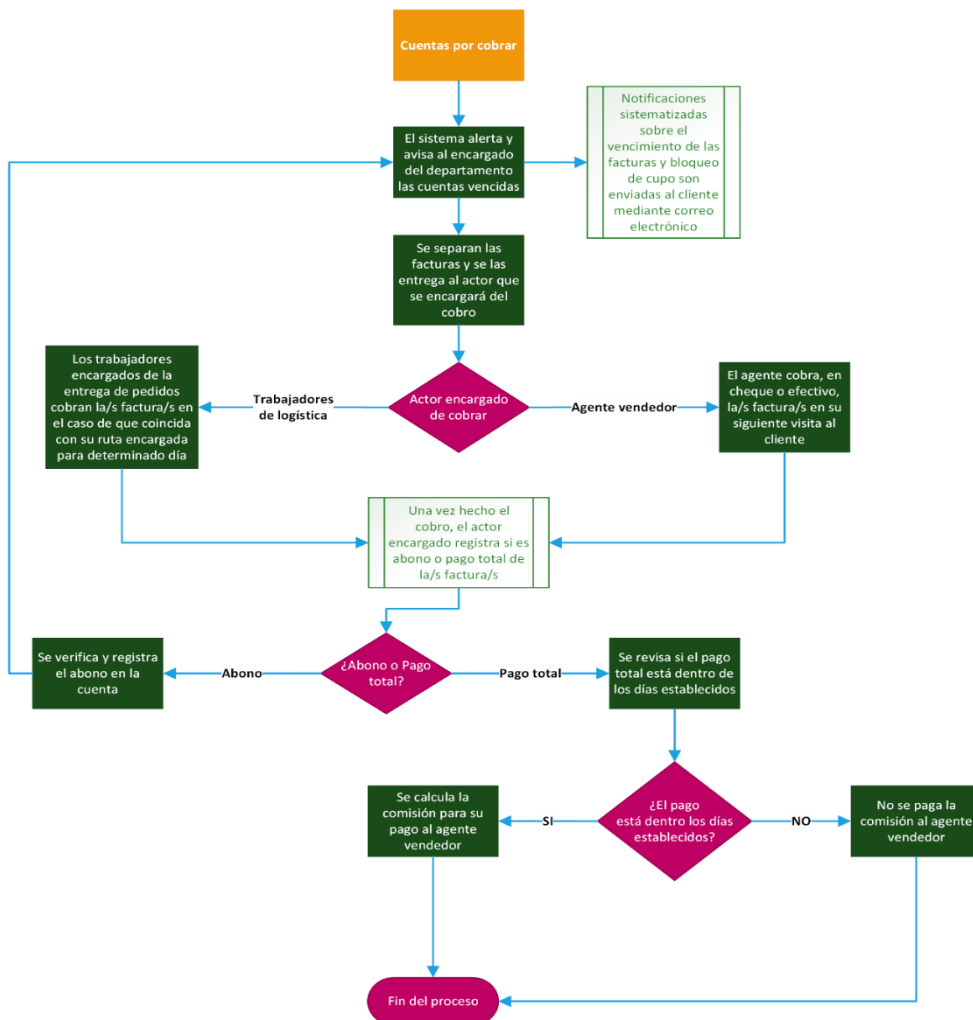 Cuentas por cobrar
El sistema alerta y
avisa al encargado
del departamento
las cuentas vencidas
Notificaciones
sistematizadas
sobre el
vencimiento de las
facturas y bloqueo
de cupo son
enviadas al cliente
mediante correo
electrónico
Se separan las
facturas y se las
entrega al actor que
se encargará del
cobro
Los trabajadores
encargados de la
entrega de pedidos
cobran la/s factura/s en
el caso de que coincida
con su ruta encargada
para determinado día
Trabajadores
de logística
Actor encargado
de cobrar
Agente vendedor
El agente cobra, en
cheque o efectivo,
la/s factura/s en su
siguiente visita al
cliente
Una vez hecho el
cobro, el actor
encargado registra si es
abono o pago total de
la/s factura/s
Se verifica y registra
el abono en la
cuenta
Abono
¿Abono o Pago
total?
Pago total
Se revisa si el pago
total está dentro de
los días establecidos
Se calcula la
comisión para su
pago al agente
vendedor
SI
¿El pago
está dentro los días
establecidos?
NO
No se paga la
comisión al agente
vendedor
Fin del proceso